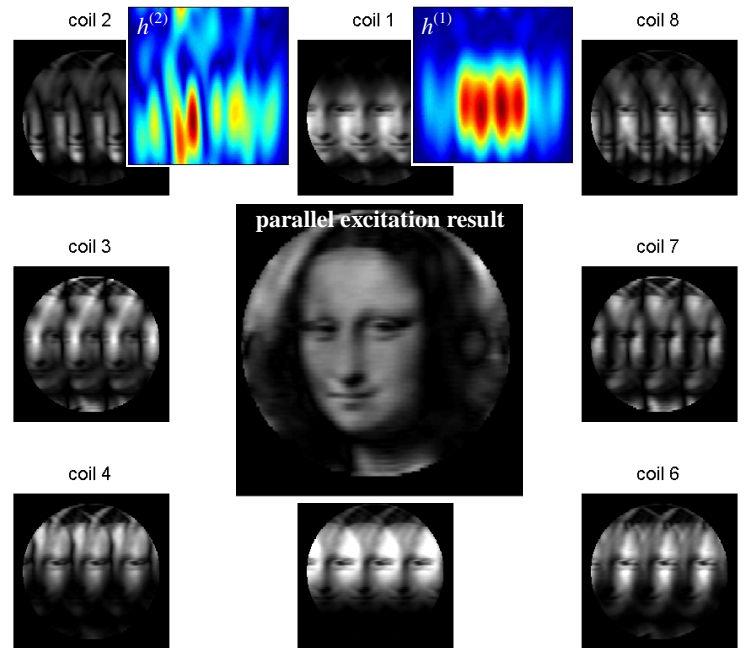 coil 2
h(2)
coil 1
h(1)
coil 8
parallel excitation result
coil 3
coil 7
coil 4
coil 6